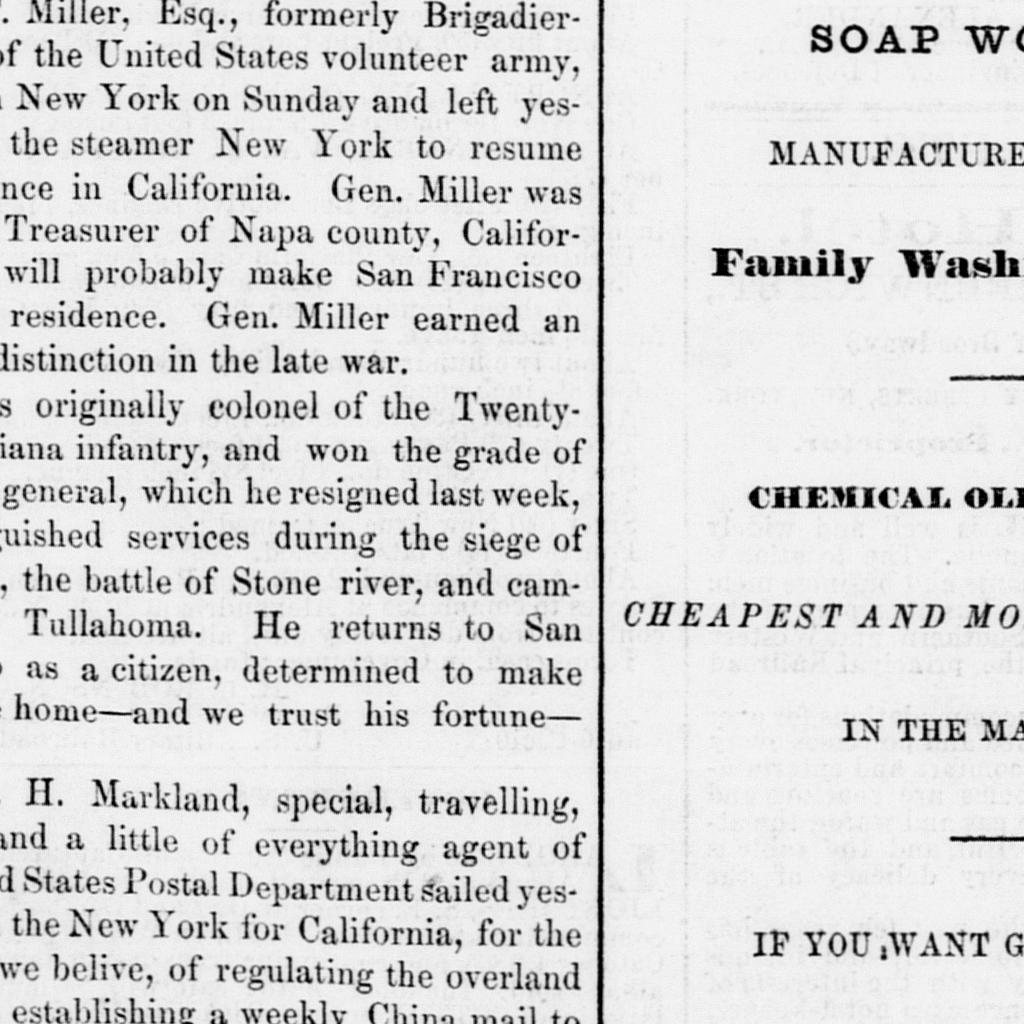 Miller, Esq., formerly Brigadier-
of the United States volunteer army,
New York on Sunday and left yes-
the steamer New York to resume
nce in California. Gen. Miller was
Treasurer of Napa county, Califor-
will probably make San Francisco
residence. Gen. Miller earned an
distinction in the late war.
s originally colonel of the Twenty-
iana infantry, and won the grade of
general, which he resigned last week,
guished services during the siege of
, the battle of Stone river, and cam-
Tullahoma. He returns to San
as a citizen, determined to make
home—and we trust his fortune—
H. Markland, special, travelling,
and a little of everything agent of
d States Postal Department sailed yes-
the New York for California, for the
we belive, of regulating the overland
establishing a weekly China mail to
SOAP WO
MANUFACTURE
Family Washi
CHEMICAL OLI
CHEAPEST AND MO
IN THE MA
IF YOU WANT G